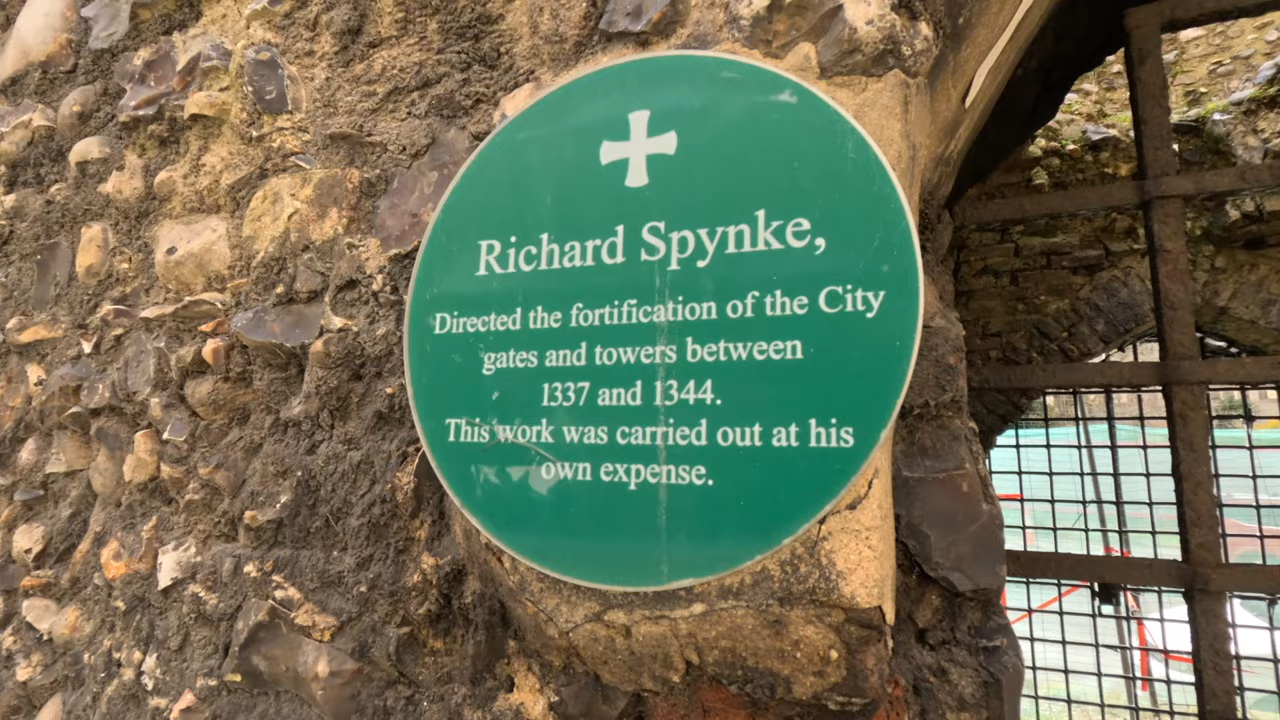 Richard Spynke,
Directed the fortification of the City
gates and towers between
1337 and 1344.
This work was carried out at his
own expense.